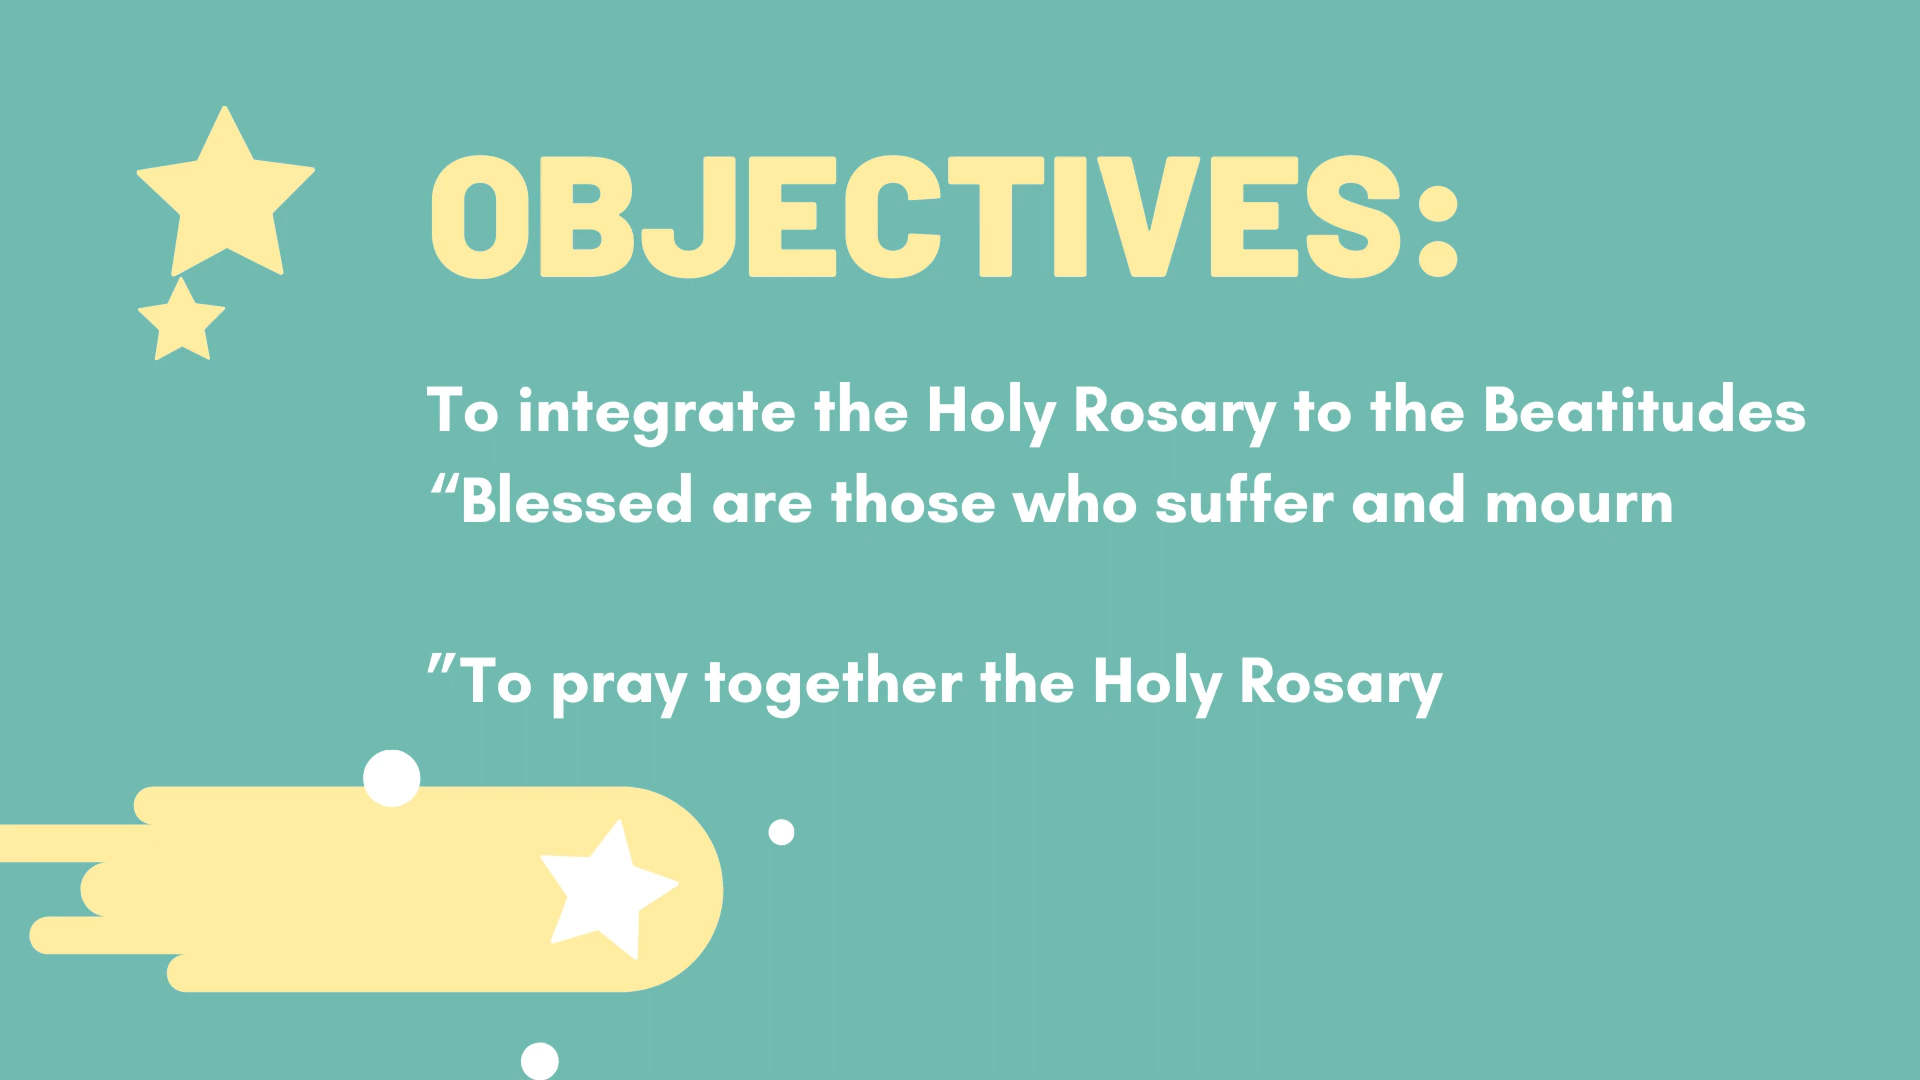 OBJECTIVES:
To integrate the Holy Rosary to the Beatitudes
“Blessed are those who suffer and mourn
”To pray together the Holy Rosary